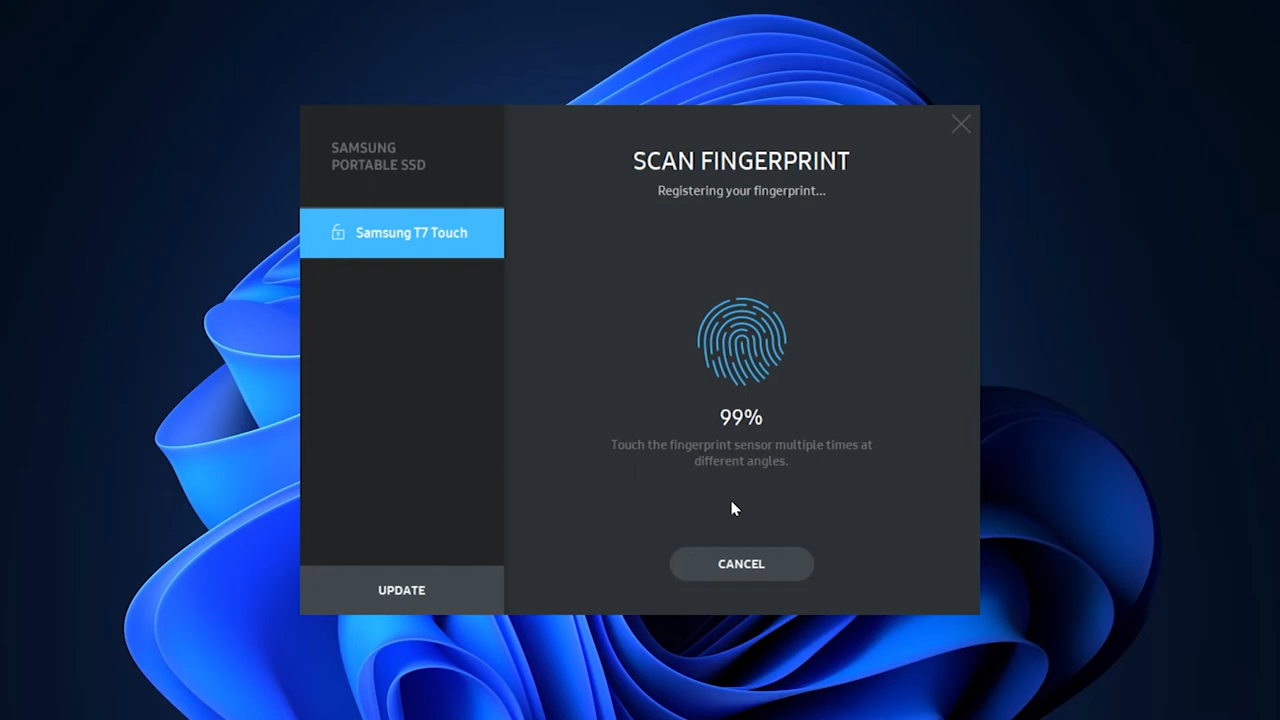 SAMSUNG
PORTABLE SSD
Samsung T7 Touch
UPDATE
SCAN FINGERPRINT
Registering your fingerprint...
99%
Touch the fingerprint sensor multiple times at
different angles.
CANCEL